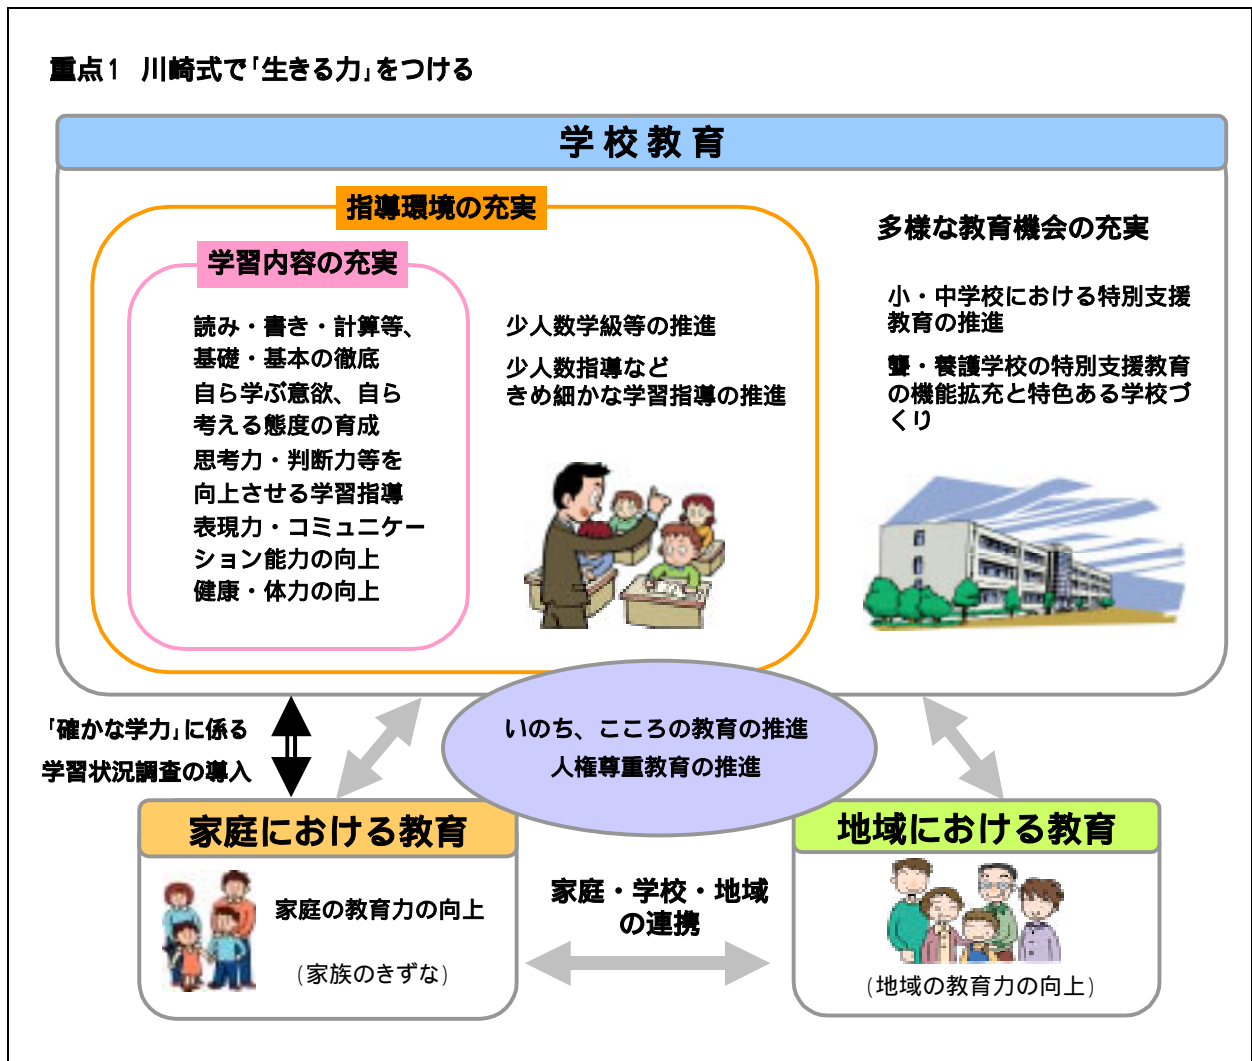 重点1 川崎式で「生きる力」をつける
学校教育
指導環境の充実
学習内容の充実
読み・書き・計算等、
基礎・基本の徹底
自ら学ぶ意欲、自ら
考える態度の育成
思考力・判断力等を
向上させる学習指導
表現力・コミュニケー
ション能力の向上
健康・体力の向上
少人数学級等の推進
少人数指導など
きめ細かな学習指導の推進
多様な教育機会の充実
小・中学校における特別支援
教育の推進
聾・養護学校の特別支援教育
の機能拡充と特色ある学校づ
くり
「確かな学力」に係る
学習状況調査の導入
いのち、こころの教育の推進
人権尊重教育の推進
家庭における教育
家庭の教育力の向上
(家族のきずな)
家庭・学校・地域
の連携
地域における教育
(地域の教育力の向上)